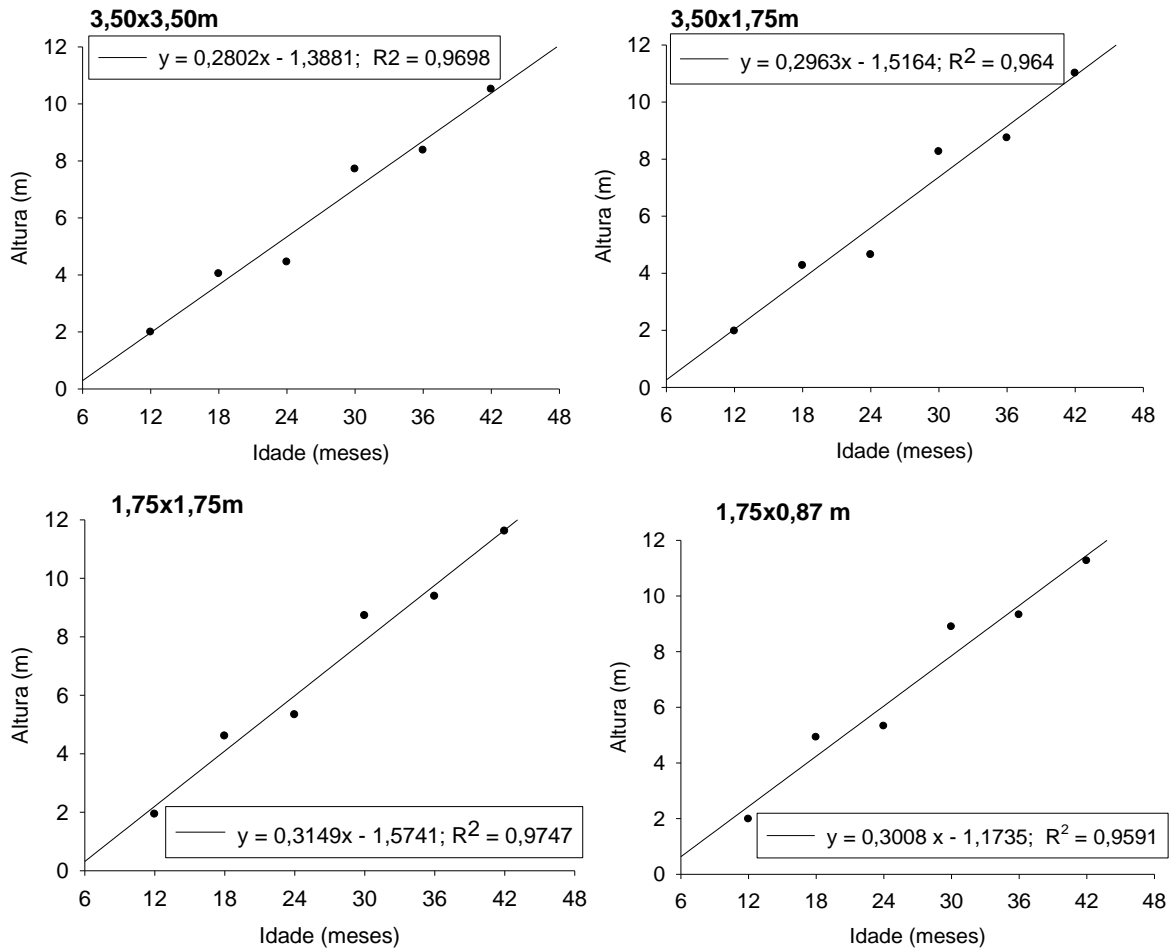 3,50x3,50m
y = 0,2802x - 1,3881; R2 = 0,9698
12
10
8
6
4
2
0
Altura (m)
6 12 18 24 30 36 42 48
Idade (meses)
3,50x1,75m
y = 0,2963x - 1,5164; R² = 0,964
12
10
8
6
4
2
0
Altura (m)
6 12 18 24 30 36 42 48
Idade (meses)
1,75x1,75m
12
10
8
6
4
2
0
Altura (m)
y = 0,3149x - 1,5741; R² = 0,9747
6 12 18 24 30 36 42 48
Idade (meses)
1,75x0,87 m
12
10
8
6
4
2
0
Altura (m)
y = 0,3008 x - 1,1735; R² = 0,9591
6 12 18 24 30 36 42 48
Idade (meses)